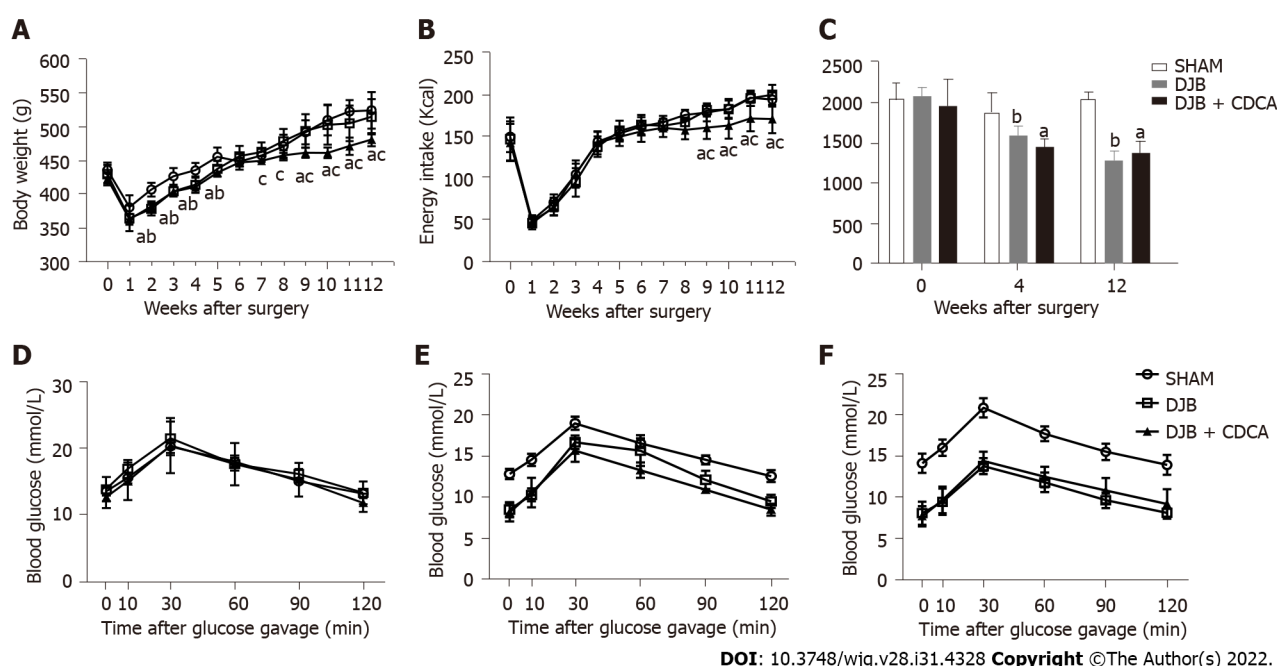 A
600
550
500
450
400
350
300
Body weight (g)
ab
ab
ab
ab
ab
c
c
ac
ac
ac
ac
0 1 2 3 4 5 6 7 8 9 10 1112
Weeks after surgery
B
250
200
150
100
50
0
Energy intake (Kcal)
ac
ac
ac
ac
0 1 2 3 4 5 6 7 8 9 10 11 12
Weeks after surgery
C
2500
2000
1500
1000
500
0
SHAM
DJB
DJB + CDCA
b
a
b
a
0 4 12
Weeks after surgery
D
30
20
10
0
Blood glucose (mmol/L)
0 10 30 60 90 120
Time after glucose gavage (min)
E
25
20
15
10
5
0
Blood glucose (mmol/L)
0 10 30 60 90 120
Time after glucose gavage (min)
F
25
20
15
10
5
0
Blood glucose (mmol/L)
SHAM
DJB
DJB + CDCA
0 10 30 60 90 120
Time after glucose gavage (min)
DOI: 10.3748/wjg.v28.i31.4328 Copyright ©The Author(s) 2022.